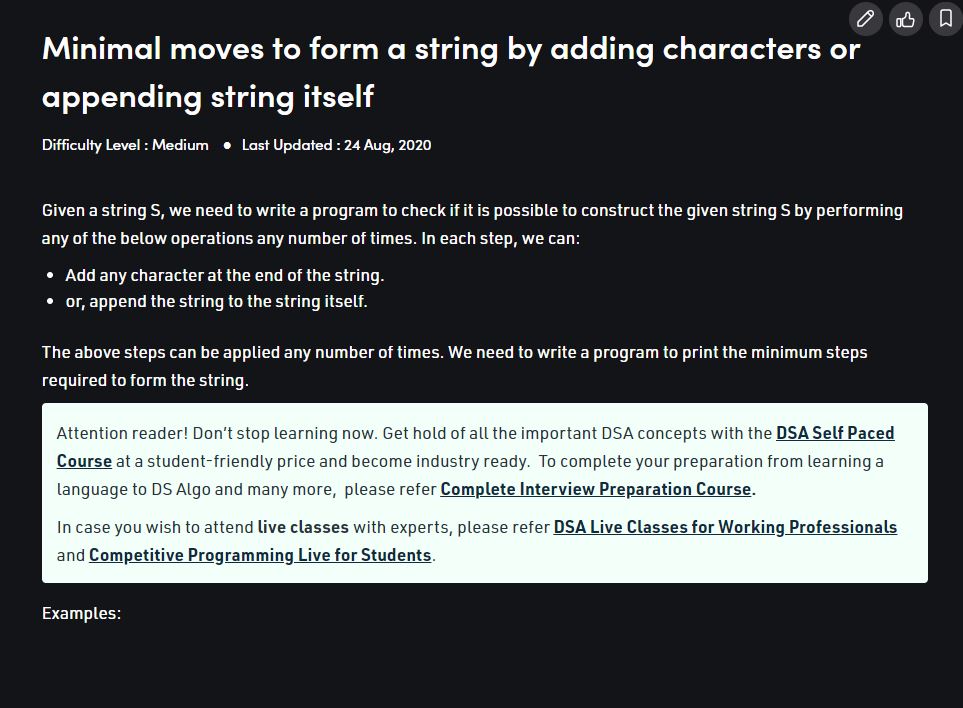 Minimal moves to form a string by adding characters or
appending string itself
Difficulty Level : Medium ● Last Updated : 24 Aug, 2020
Given a string S, we need to write a program to check if it is possible to construct the given string S by performing
any of the below operations any number of times. In each step, we can:
• Add any character at the end of the string.
• or, append the string to the string itself.
The above steps can be applied any number of times. We need to write a program to print the minimum steps
required to form the string.
Attention reader! Don’t stop learning now. Get hold of all the important DSA concepts with the DSA Self Paced
Course at a student-friendly price and become industry ready. To complete your preparation from learning a
language to DS Algo and many more, please refer Complete Interview Preparation Course.
In case you wish to attend live classes with experts, please refer DSA Live Classes for Working Professionals
and Competitive Programming Live for Students.
Examples: